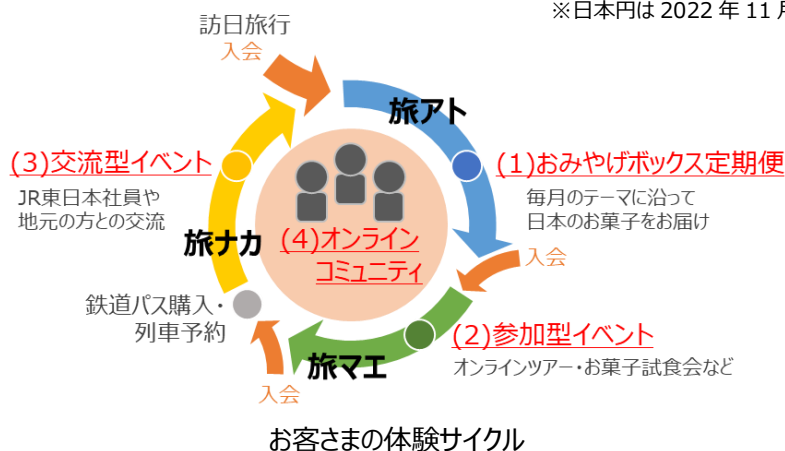 ※日本円は 2022 年 11 月
訪日旅行
入会
旅アト
(1)おみやげボックス定期便
毎月のテーマに沿って
日本のお菓子をお届け
入会
(2)参加型イベント
オンラインツアー・お菓子試食会など
旅マエ
入会
鉄道パス購入・
列車予約
旅ナカ
(3)交流型イベント
JR東日本社員や
地元の方との交流
(4)オンライン
コミュニティ
お客さまの体験サイクル